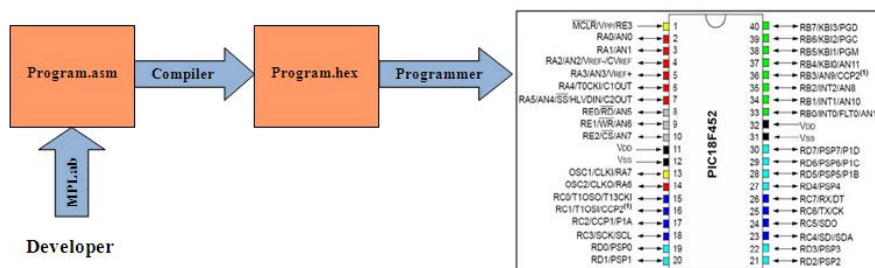 Program.asm
Compiler
Program.hex
Programmer
MPLab
Developer
PIC18F452
MCLR/VPP/RE3 1
RA0/AN0 2
RA1/AN1 3
RA2/AN2/VREF-/CVREF 4
RA3/AN3/VREF+ 5
RA4/T0CKI/C1OUT 6
RA5/AN4/SS/HLVDIN/C2OUT 7
RE0/RD/AN5 8
RE1/WR/AN6 9
RE2/CS/AN7 10
VDD 11
VSS 12
OSC1/CLKI/RA7 13
OSC2/CLKO/RA6 14
RC0/T1OSO/T13CKI 15
RC1/T1OSI/CCP2(1) 16
RC2/CCP1/P1A 17
RC3/SCK/SCL 18
RD0/PSP0 19
RD1/PSP1 20
40 RB7/KBI3/PGD
39 RB6/KBI2/PGC
38 RB5/KBI1/PGM
37 RB4/KBI0/AN11
36 RB3/AN9/CCP2(1)
35 RB2/INT2/AN8
34 RB1/INT1/AN10
33 RB0/INT0/FLT0/AN1
32 VDD
31 VSS
30 RD7/PSP7/P1D
29 RD6/PSP6/P1C
28 RD5/PSP5/P1B
27 RD4/PSP4
26 RC7/RX/DT
25 RC6/TX/CK
24 RC5/SDO
23 RC4/SDI/SDA
22 RD3/PSP3
21 RD2/PSP2